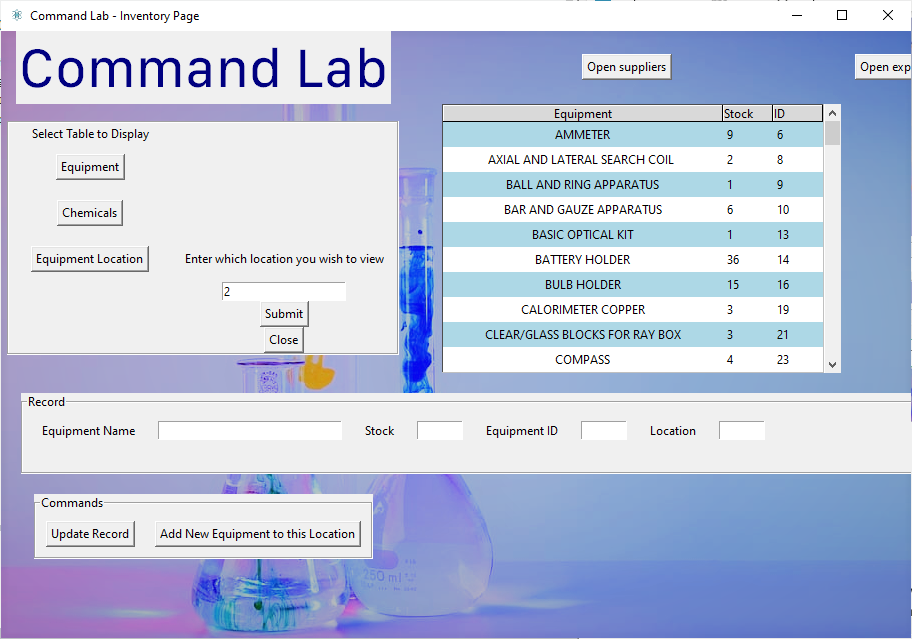 Command Lab - Inventory Page
Command Lab
Open suppliers
Open exp
Select Table to Display
Equipment
Chemicals
Equipment Location
Enter which location you wish to view
2
Submit
Close
Equipment Stock ID
AMMETER 9 6
AXIAL AND LATERAL SEARCH COIL 2 8
BALL AND RING APPARATUS 1 9
BAR AND GAUZE APPARATUS 6 10
BASIC OPTICAL KIT 1 13
BATTERY HOLDER 36 14
BULB HOLDER 15 16
CALORIMETER COPPER 3 19
CLEAR/GLASS BLOCKS FOR RAY BOX 3 21
COMPASS 4 23
Record
Equipment Name Stock Equipment ID Location
Commands
Update Record Add New Equipment to this Location
250 ml